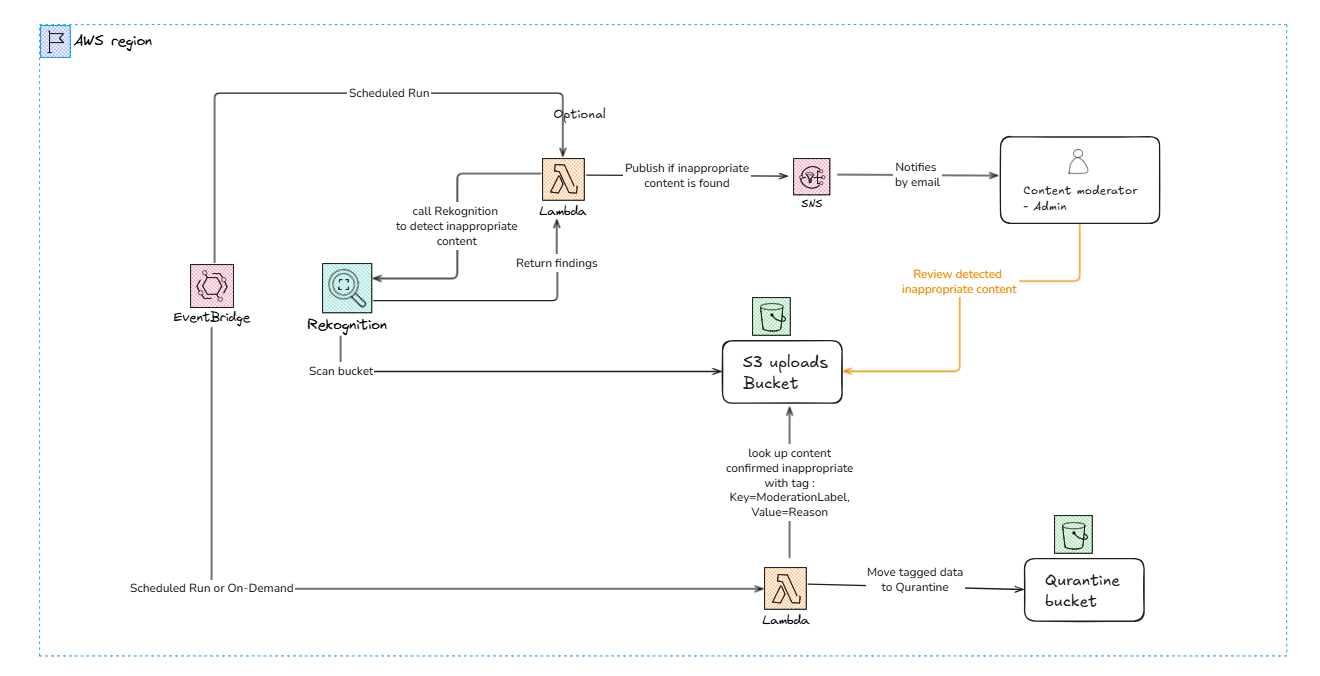 AWS region
Scheduled Run
Optional
Publish if inappropriate
content is found
Notifies
by email
Content moderator
- Admin
Lambda
SNS
call Rekognition
to detect inappropriate
content
Return findings
Review detected
inappropriate content
EventBridge
Rekognition
Scan bucket
S3 uploads
Bucket
look up content
confirmed inappropriate
with tag :
Key=ModerationLabel,
Value=Reason
Scheduled Run or On-Demand
Lambda
Move tagged data
to Qurantine
Qurantine
bucket